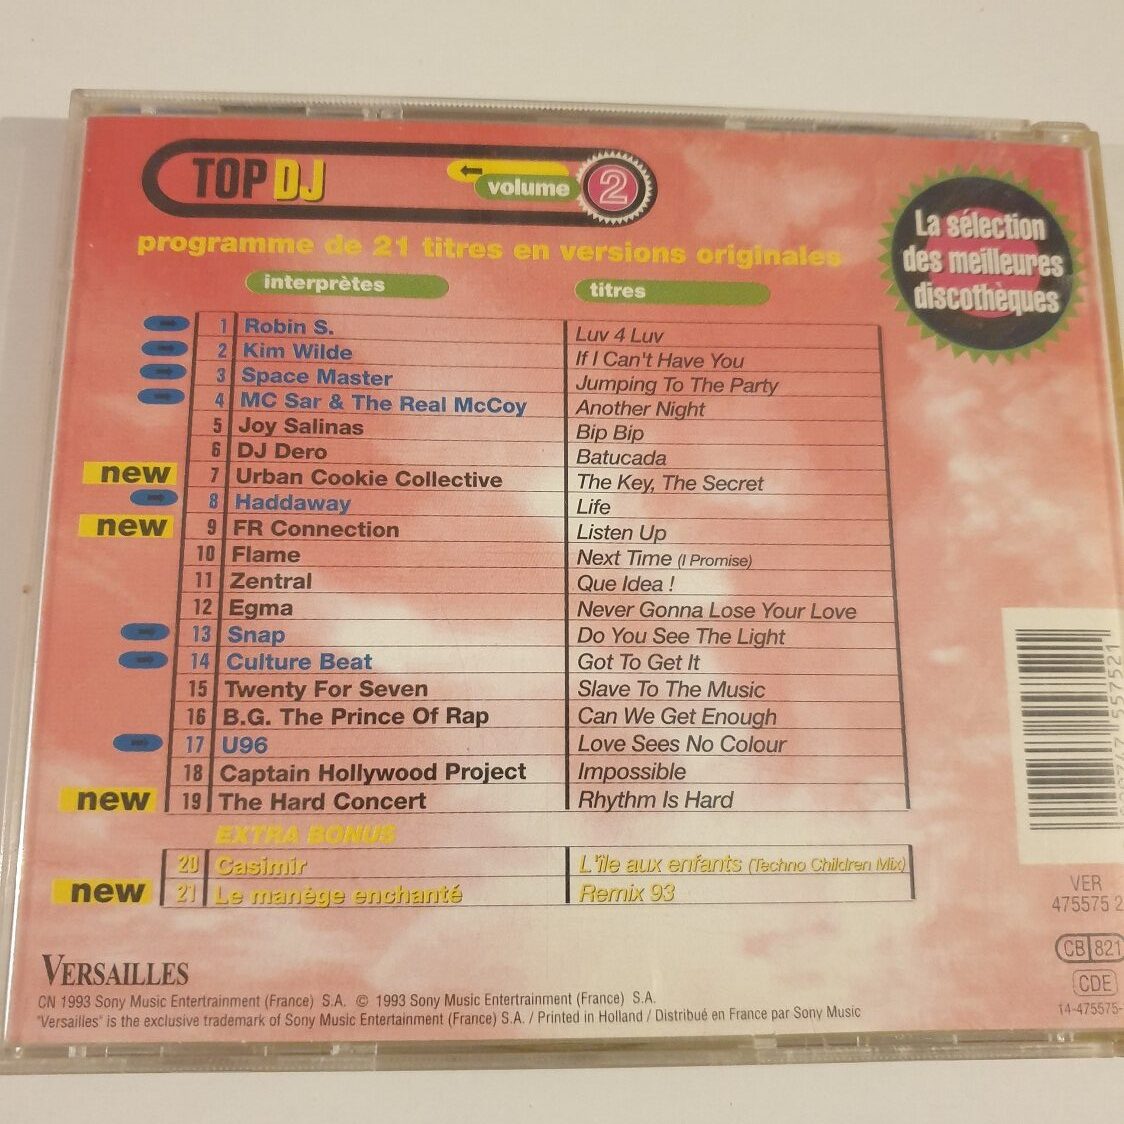 TOP DJ volume 2
La sélection
des meilleures
discothèques
programme de 21 titres en versions originales
interprètes titres
1 Robin S. Luv 4 Luv
2 Kim Wilde If I Can't Have You
3 Space Master Jumping To The Party
4 MC Sar & The Real McCoy Another Night
5 Joy Salinas Bip Bip
6 DJ Dero Batucada
new 7 Urban Cookie Collective The Key, The Secret
8 Haddaway Life
new 9 FR Connection Listen Up
10 Flame Next Time (I Promise)
11 Zentral Que Idea !
12 Egma Never Gonna Lose Your Love
13 Snap Do You See The Light
14 Culture Beat Got To Get It
15 Twenty For Seven Slave To The Music
16 B.G. The Prince Of Rap Can We Get Enough
17 U96 Love Sees No Colour
18 Captain Hollywood Project Impossible
new 19 The Hard Concert Rhythm Is Hard
EXTRA BONUS
20 Casimir L'île aux enfants (Techno Children Mix)
new 21 Le manège enchanté Remix 93
VER
475575 2
CB 821
CDE
14-475575-
VERSAILLES
CN 1993 Sony Music Entertrainment (France) S.A. © 1993 Sony Music Entertrainment (France) S.A.
"Versailles" is the exclusive trademark of Sony Music Entertainment (France) S.A. / Printed in Holland / Distribué en France par Sony Music